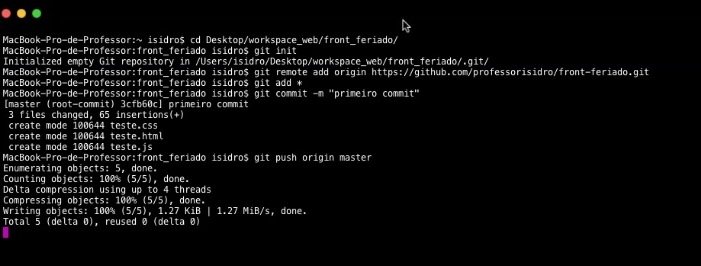 MacBook-Pro-de-Professor:~ isidro$ cd Desktop/workspace_web/front_feriado/
MacBook-Pro-de-Professor:front_feriado isidro$ git init
Initialized empty Git repository in /Users/isidro/Desktop/workspace_web/front_feriado/.git/
MacBook-Pro-de-Professor:front_feriado isidro$ git remote add origin https://github.com/professorisidro/front-feriado.git
MacBook-Pro-de-Professor:front_feriado isidro$ git add *
MacBook-Pro-de-Professor:front_feriado isidro$ git commit -m "primeiro commit"
[master (root-commit) 3cfb60c] primeiro commit
 3 files changed, 65 insertions(+)
 create mode 100644 teste.css
 create mode 100644 teste.html
 create mode 100644 teste.js
MacBook-Pro-de-Professor:front_feriado isidro$ git push origin master
Enumerating objects: 5, done.
Counting objects: 100% (5/5), done.
Delta compression using up to 4 threads
Compressing objects: 100% (5/5), done.
Writing objects: 100% (5/5), 1.27 KiB | 1.27 MiB/s, done.
Total 5 (delta 0), reused 0 (delta 0)